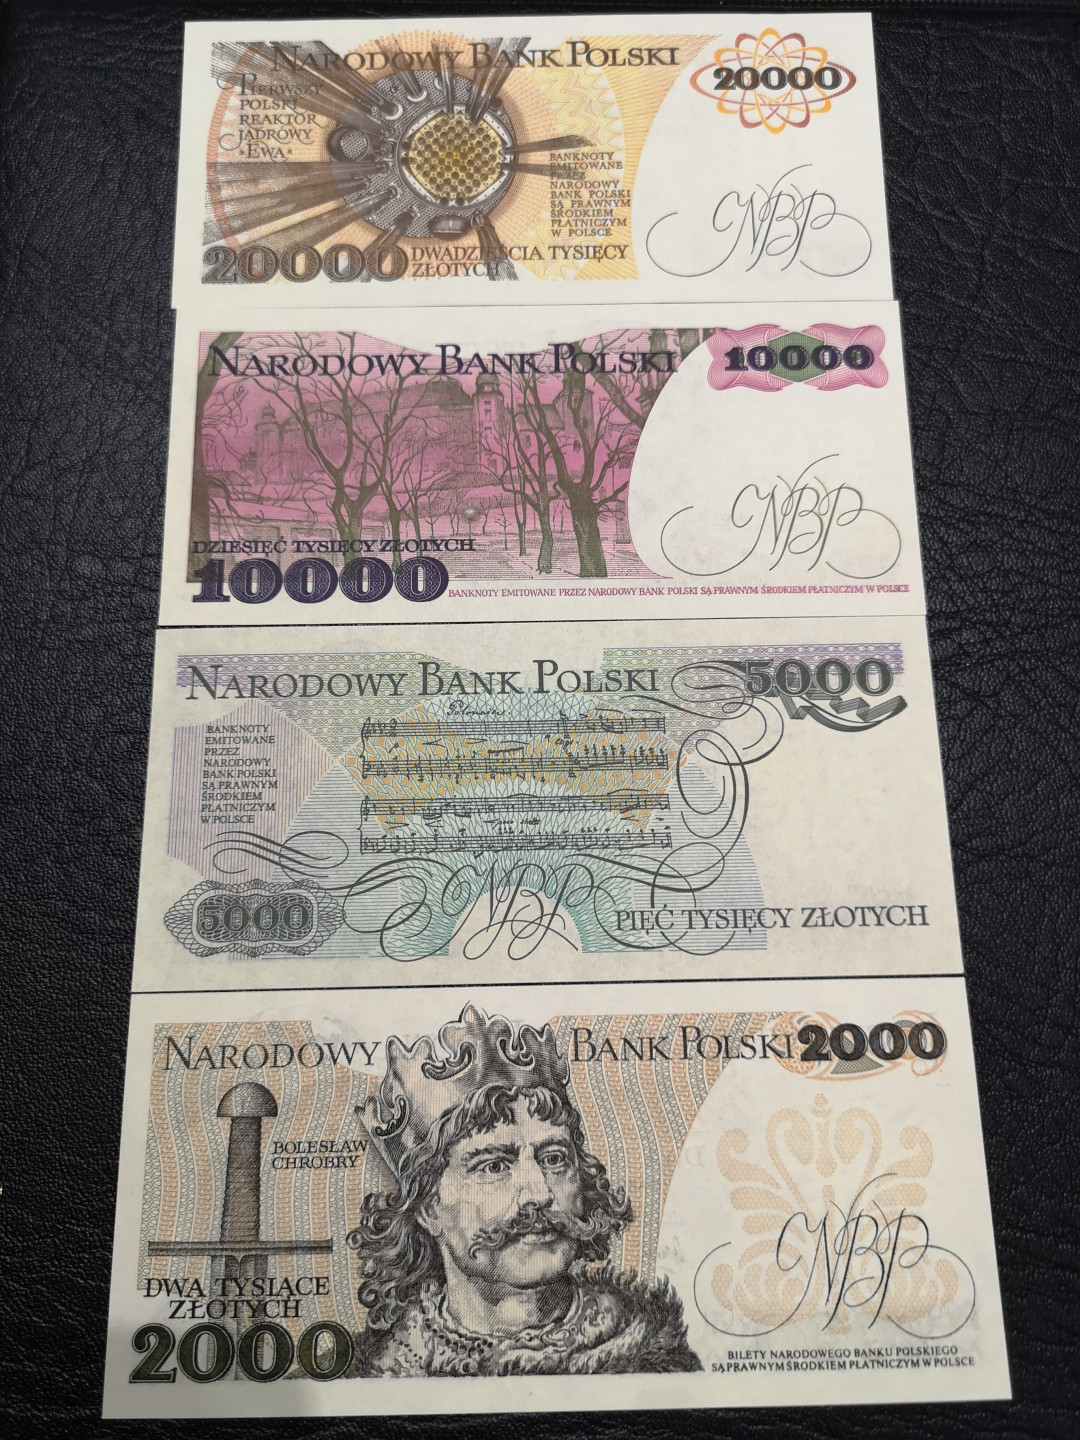 NARODOWY BANK POLSKI
20000
PIERWSZY
POLSKI
REAKTOR
JĄDROWY
"EWA"
BANKNOTY
EMITOWANE
PRZEZ
NARODOWY
BANK POLSKI
SĄ PRAWNYM
ŚRODKIEM
PŁATNICZYM
W POLSCE
NBP
20000
DWADZIEŚCIA TYSIĘCY
ZŁOTYCH
NARODOWY BANK POLSKI
10000
NBP
DZIESIĘĆ TYSIĘCY ZŁOTYCH
10000
BANKNOTY EMITOWANE PRZEZ NARODOWY BANK POLSKI SĄ PRAWNYM ŚRODKIEM PŁATNICZYM W POLSCE
NARODOWY BANK POLSKI
5000
BANKNOTY
EMITOWANE
PRZEZ
NARODOWY
BANK POLSKI
SĄ PRAWNYM
ŚRODKIEM
PŁATNICZYM
W POLSCE
5000
NBP
PIĘĆ TYSIĘCY ZŁOTYCH
NARODOWY BANK POLSKI
2000
BOLESŁAW
CHROBRY
NBP
DWA TYSIĄCE
ZŁOTYCH
2000
BILETY NARODOWEGO BANKU POLSKIEGO
SĄ PRAWNYM ŚRODKIEM PŁATNICZYM W POLSCE